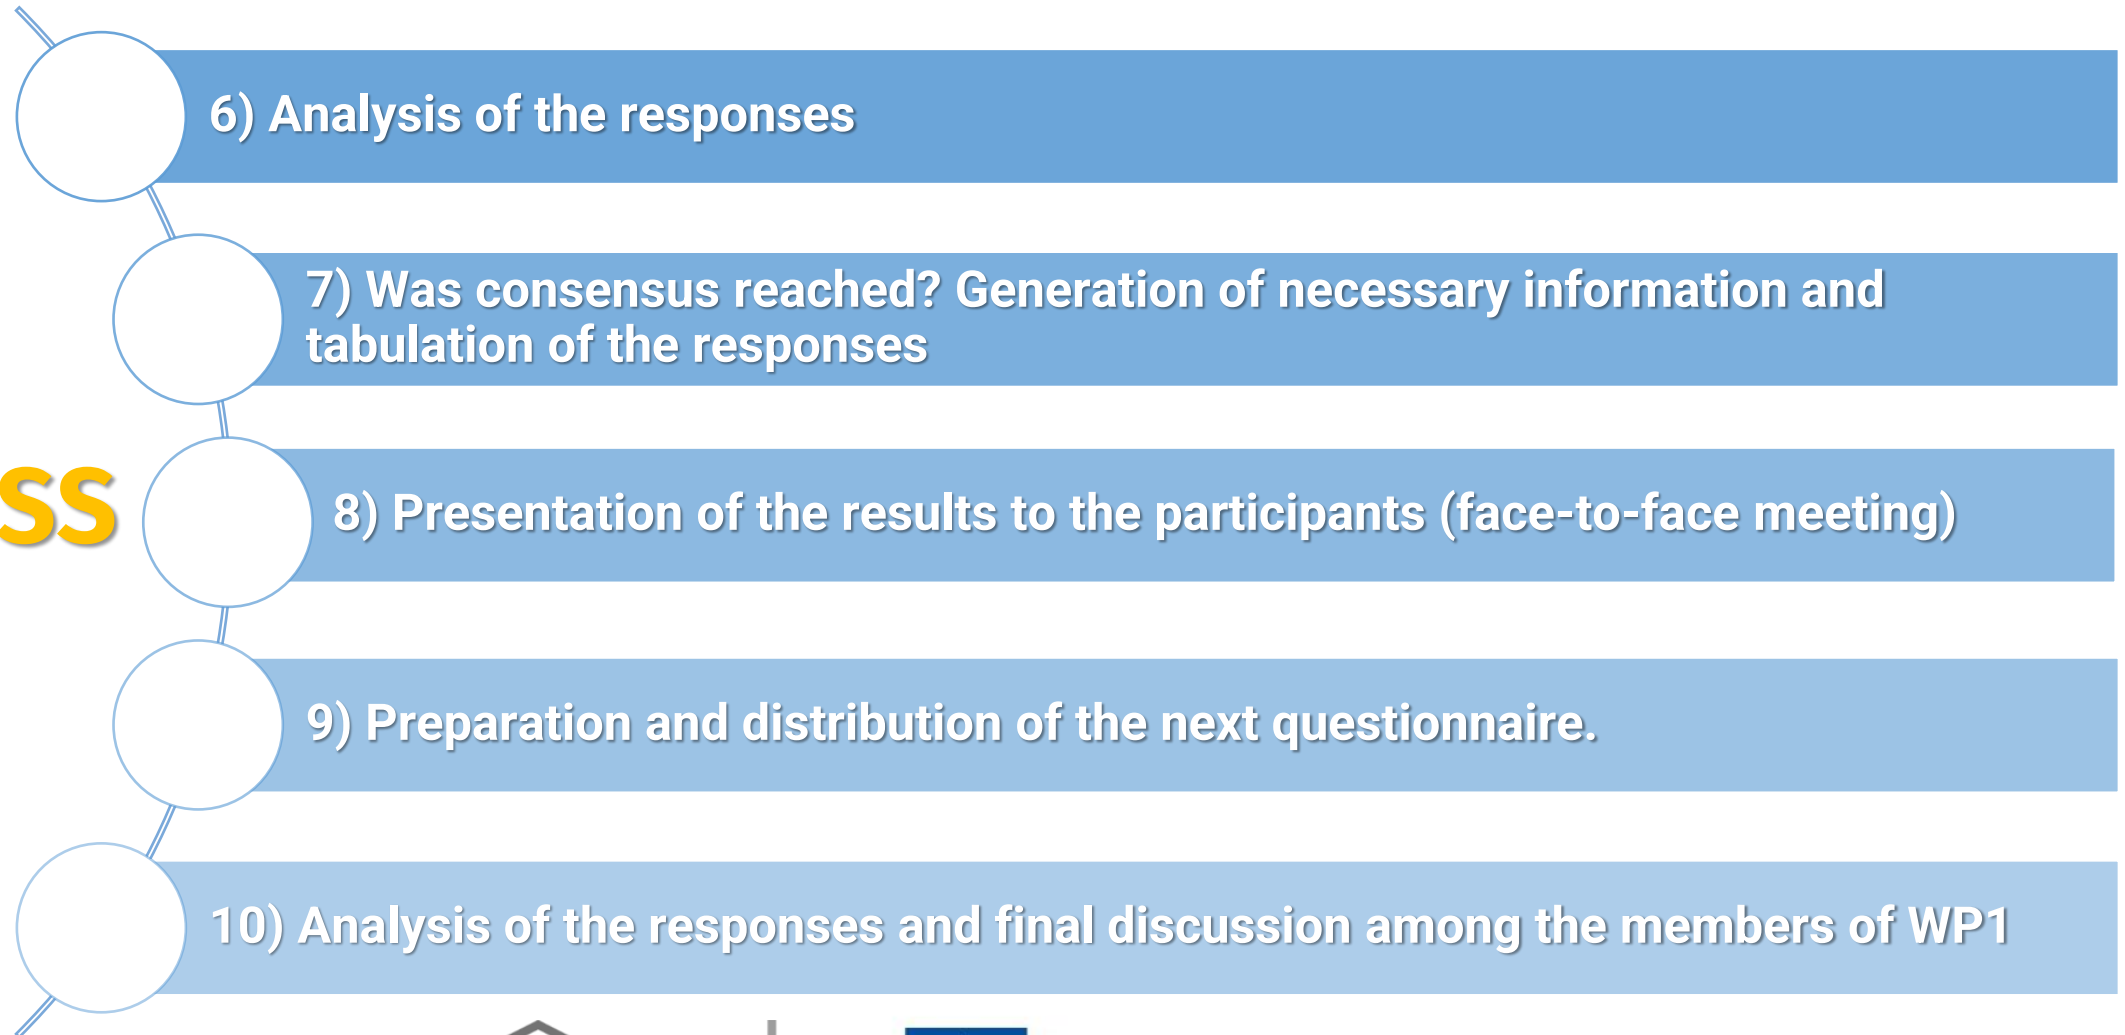 6) Analysis of the responses
7) Was consensus reached? Generation of necessary information and
tabulation of the responses
ss
8) Presentation of the results to the participants (face-to-face meeting)
9) Preparation and distribution of the next questionnaire.
10) Analysis of the responses and final discussion among the members of WP1